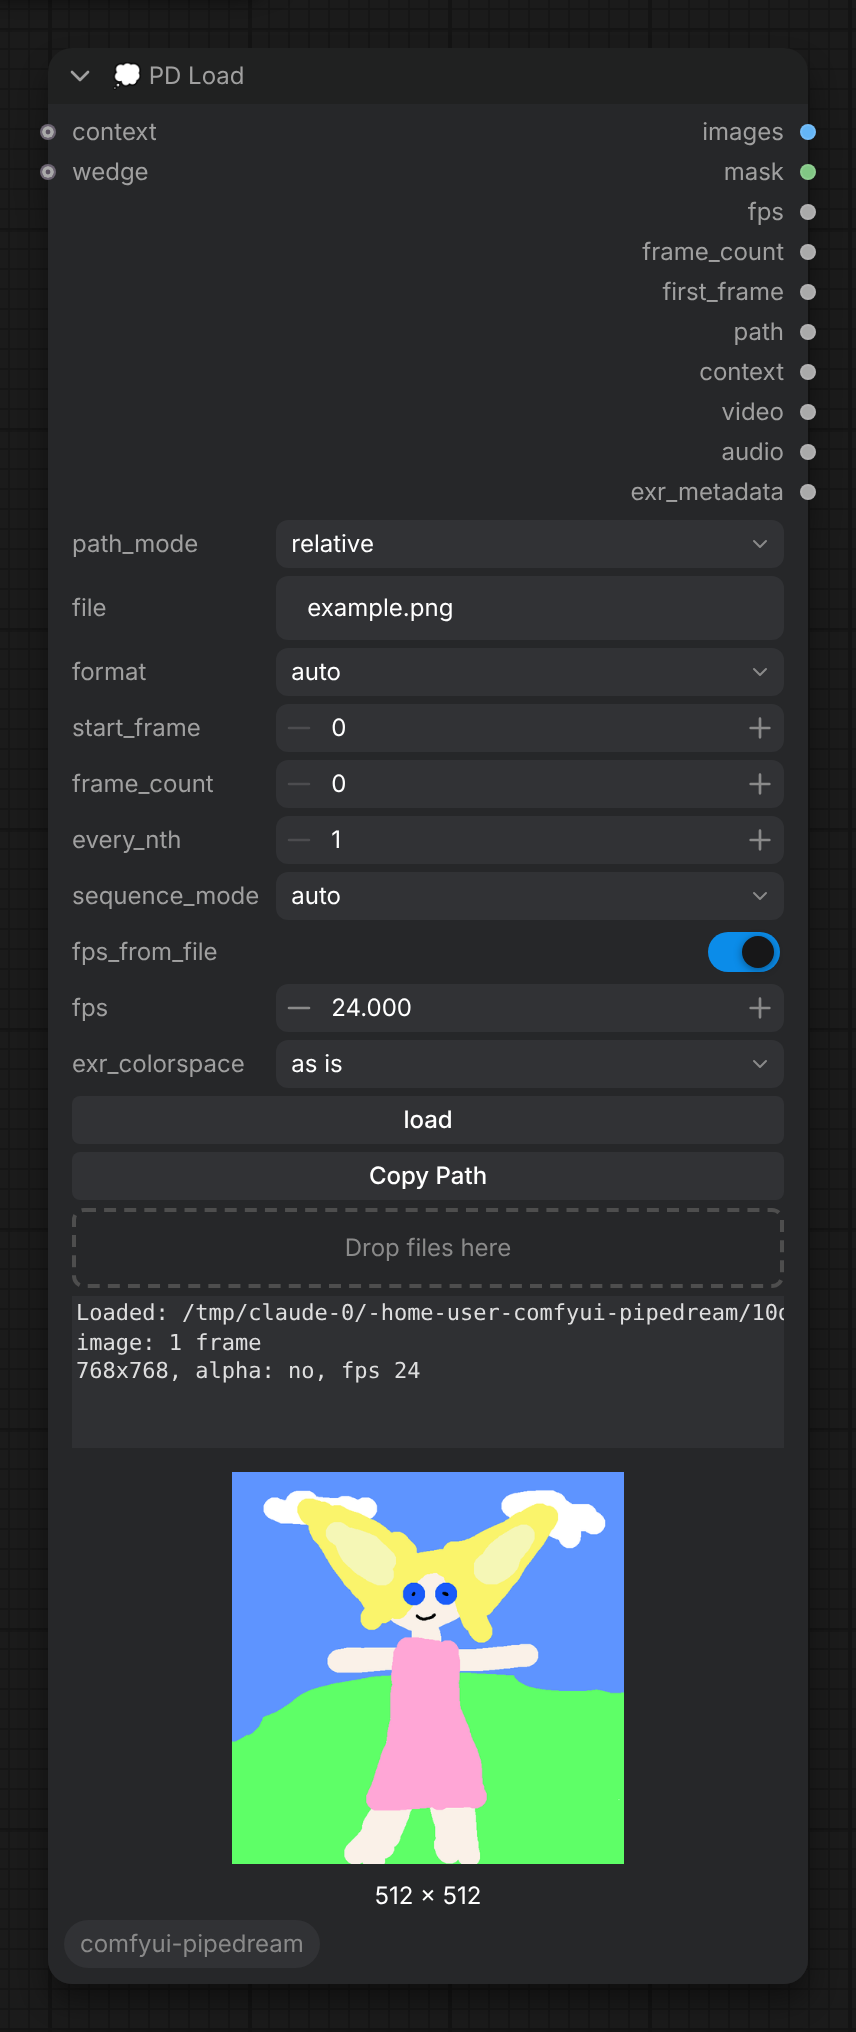 PD Load
context
images
wedge
mask
fps
frame_count
first_frame
path
context
video
audio
exr_metadata
path_mode relative
file example.png
format auto
start_frame 0
frame_count 0
every_nth 1
sequence_mode auto
fps_from_file
fps 24.000
exr_colorspace as is
load
Copy Path
Drop files here
Loaded: /tmp/claude-0/-home-user-comfyui-pipedream/10
image: 1 frame
768x768, alpha: no, fps 24
512 × 512
comfyui-pipedream